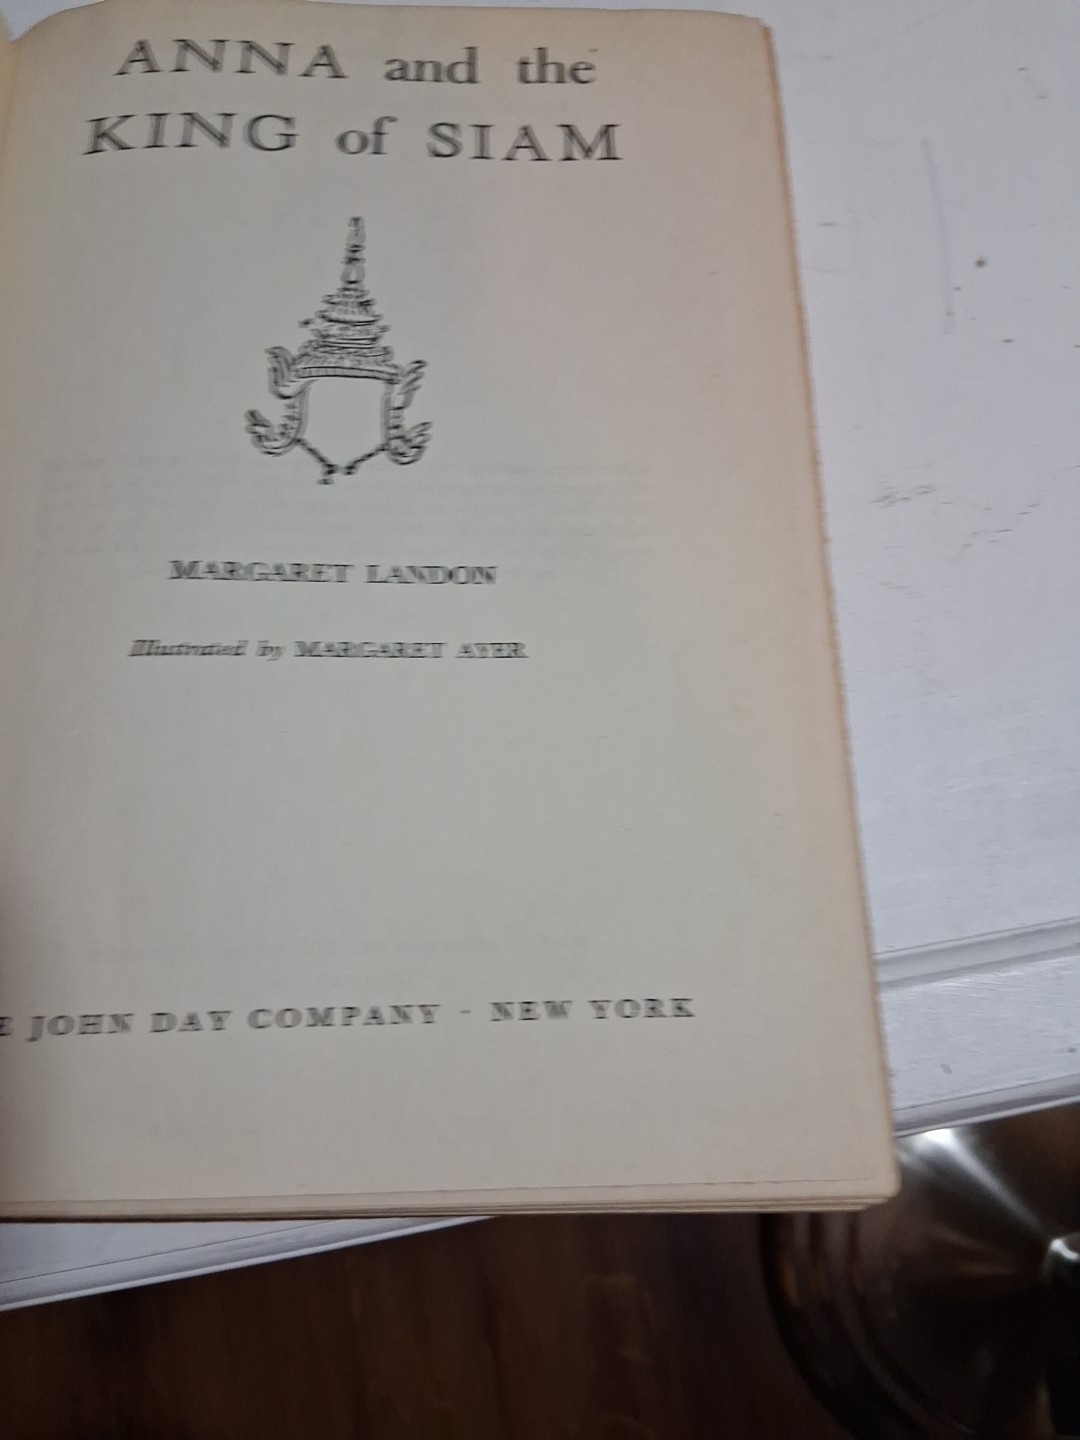 ANNA and the
KING of SIAM
MARGARET LANDON
Illustrated by MARGARET AYER
E JOHN DAY COMPANY - NEW YORK